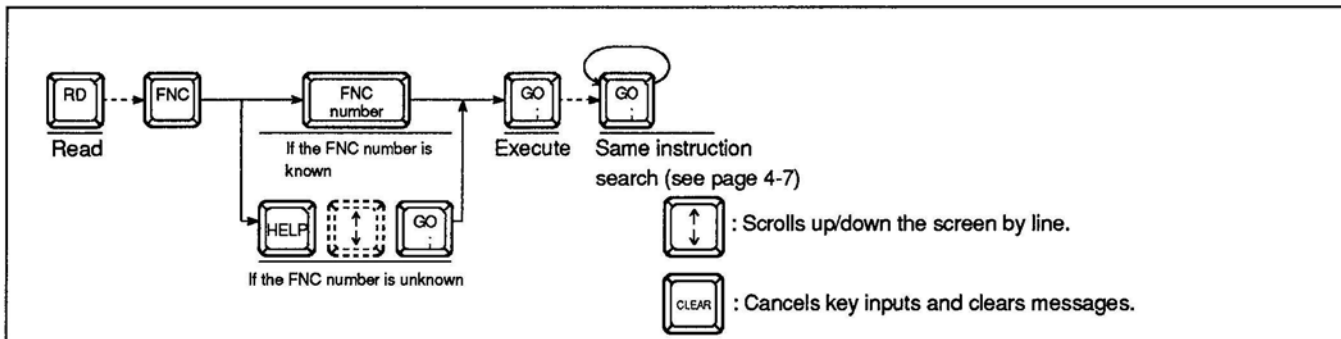 RD
FNC
FNC
number
GO
;
GO
;
Read
If the FNC number is
known
Execute
Same instruction
search (see page 4-7)
HELP
GO
;
If the FNC number is unknown
: Scrolls up/down the screen by line.
CLEAR
: Cancels key inputs and clears messages.